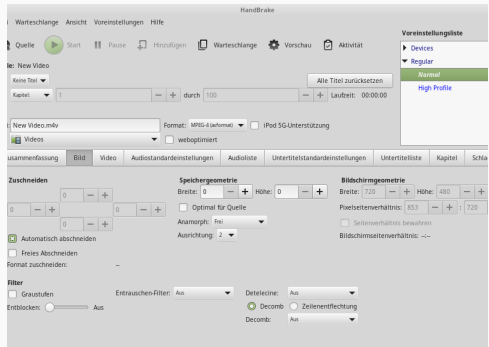 HandBrake
Warteschlange Ansicht Voreinstellungen Hilfe
Quelle Start Pause Hinzufügen Warteschlange Vorschau Aktivität
Voreinstellungsliste
Devices
Regular
Normal
High Profile
le: New Video
Keine Titel Alle Titel zurücksetzen
Kapitel: 1 durch 100 Laufzeit: 00:00:00
New Video.m4v Format: MPEG-4 (avformat) iPod 5G-Unterstützung
Videos weboptimiert
usammenfassung Bild Video Audiostandardeinstellungen Audioliste Untertitelstandardeinstellungen Untertitelliste Kapitel Schla
Zuschneiden Speichergeometrie Bildschirmgeometrie
0 Breite: 0 Höhe: 0 Breite: 720 Höhe: 480
0 0 Optimal für Quelle Pixelseitenverhältnis: 853 : 720
0 Anamorph: Frei Seitenverhältnis bewahren
Automatisch abschneiden Ausrichtung: 2 Bildschirmseitenverhältnis: --:--
Freies Abschneiden
Format zuschneiden: --
Filter
Graustufen Entrauschen-Filter: Aus Detelecine: Aus
Entblocken: Aus Decomb Zeilenentflechtung
Decomb: Aus